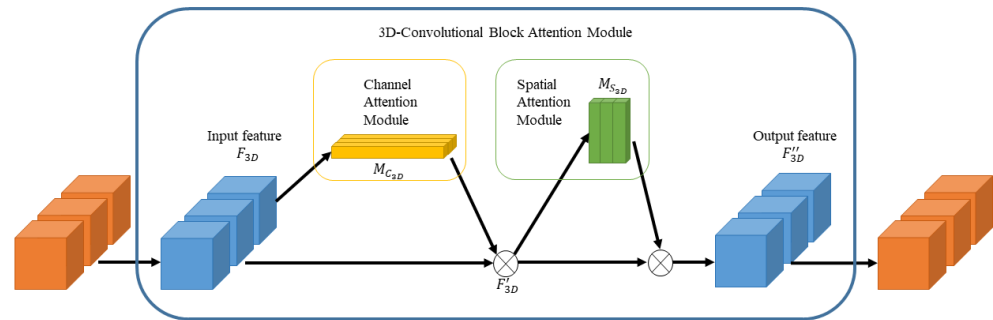 3D-Convolutional Block Attention Module
Channel
Attention
Module
M_{C_{3D}}
Spatial
Attention
Module
M_{S_{3D}}
Input feature
F_{3D}
Output feature
F''_{3D}
F'_{3D}